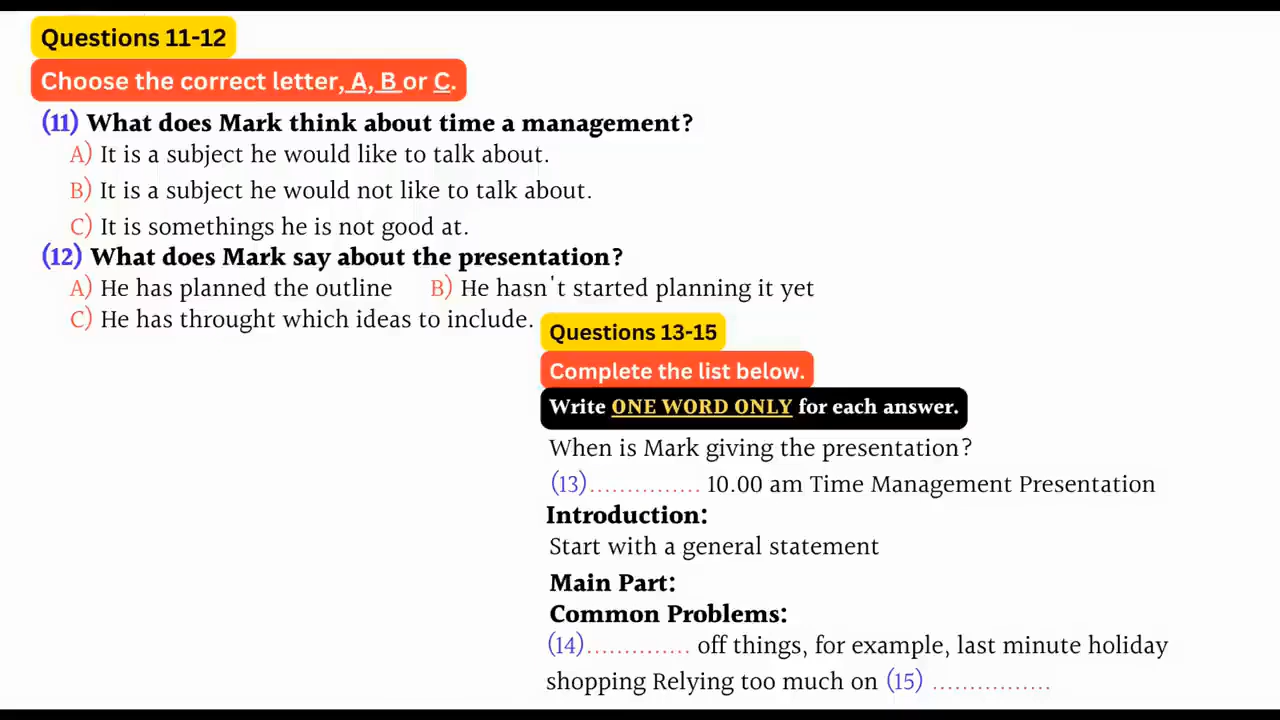 Questions 11-12
Choose the correct letter, A, B or C.
(11) What does Mark think about time a management?
A) It is a subject he would like to talk about.
B) It is a subject he would not like to talk about.
C) It is somethings he is not good at.
(12) What does Mark say about the presentation?
A) He has planned the outline B) He hasn't started planning it yet
C) He has throught which ideas to include.
Questions 13-15
Complete the list below.
Write ONE WORD ONLY for each answer.
When is Mark giving the presentation?
(13)............... 10.00 am Time Management Presentation
Introduction:
Start with a general statement
Main Part:
Common Problems:
(14).............. off things, for example, last minute holiday
shopping Relying too much on (15) ................